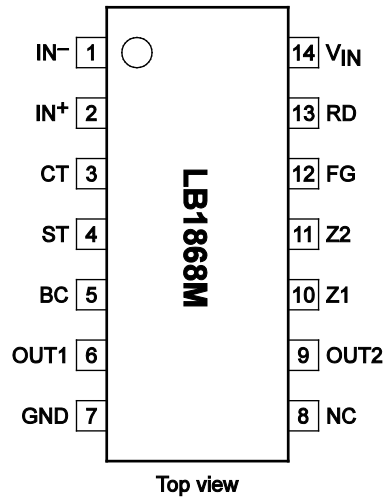 IN– 1 14 VIN
IN+ 2 13 RD
CT 3 12 FG
ST 4 11 Z2
BC 5 10 Z1
OUT1 6 9 OUT2
GND 7 8 NC
LB1868M
Top view